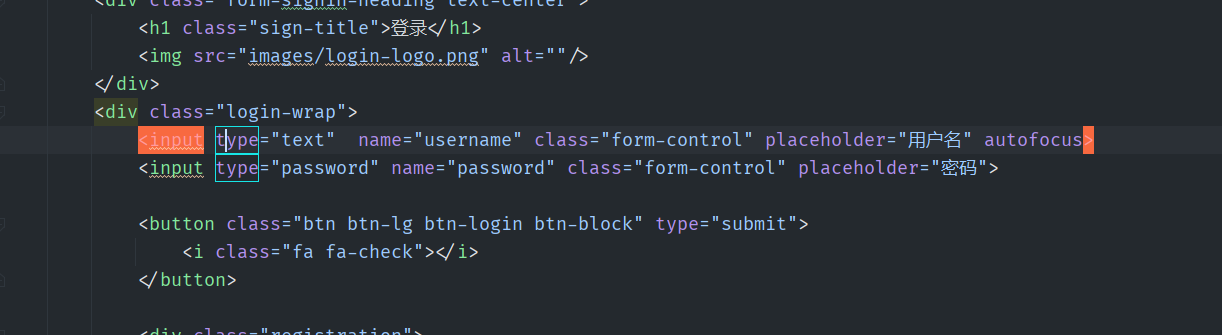 <div class="form-signin-heading text-center">
<h1 class="sign-title">登录</h1>
<img src="images/login-logo.png" alt=""/>
</div>
<div class="login-wrap">
<input type="text"  name="username" class="form-control" placeholder="用户名" autofocus>
<input type="password" name="password" class="form-control" placeholder="密码">
<button class="btn btn-lg btn-login btn-block" type="submit">
<i class="fa fa-check"></i>
</button>
<div class="registration">